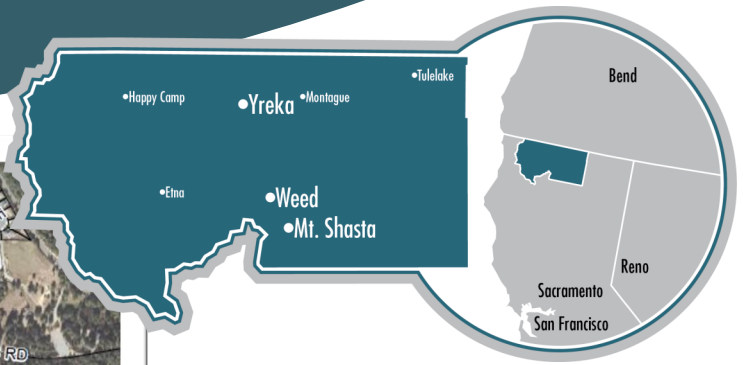 Tulelake
Happy Camp
Yreka
Montague
Etna
Weed
Mt. Shasta
Bend
Reno
Sacramento
San Francisco
RD